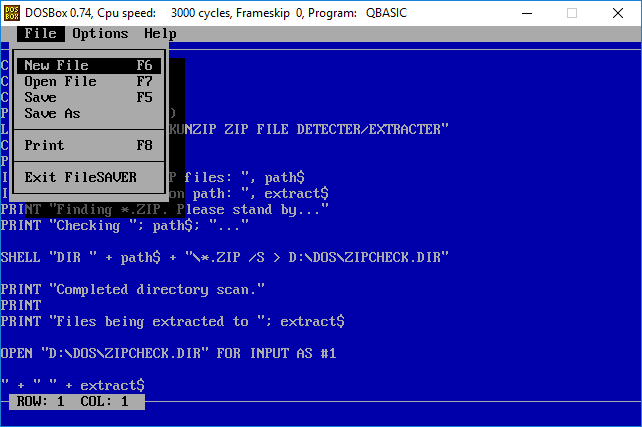 DOSBox 0.74, Cpu speed: 3000 cycles, Frameskip 0, Program: QBASIC
File Options Help
New File F6
Open File F7
Save F5
Save As
Print F8
Exit FileSAVER
C
C
C
P )
L KUNZIP ZIP FILE DETECTER/EXTRACTER"
C
P
I P files: ", path$
I on path: ", extract$
PRINT "Finding *.ZIP. Please stand by..."
PRINT "Checking "; path$; "..."
SHELL "DIR " + path$ + "\*.ZIP /S > D:\DOS\ZIPCHECK.DIR"
PRINT "Completed directory scan."
PRINT
PRINT "Files being extracted to "; extract$
OPEN "D:\DOS\ZIPCHECK.DIR" FOR INPUT AS #1
" + " " + extract$
ROW: 1 COL: 1